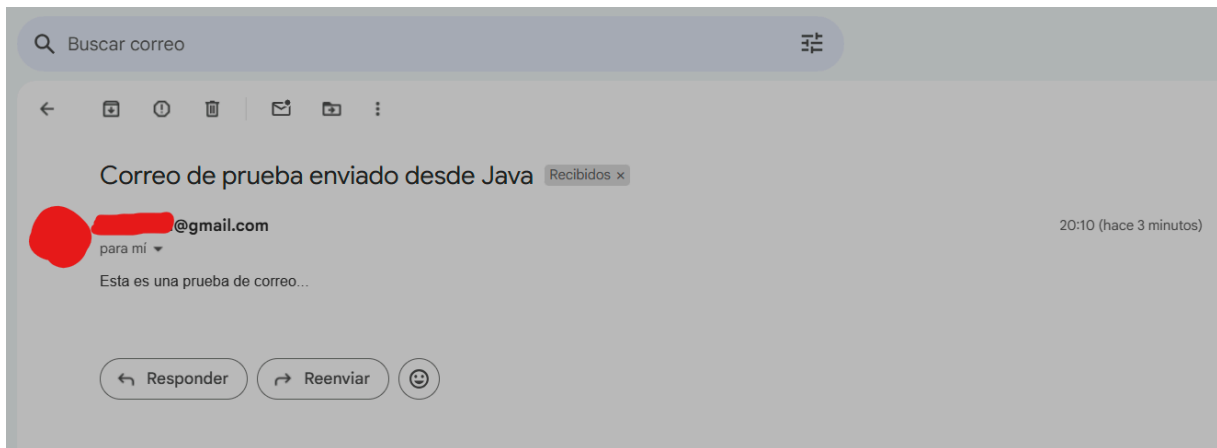 Buscar correo
Correo de prueba enviado desde Java Recibidos ×
@gmail.com 20:10 (hace 3 minutos)
para mí
Esta es una prueba de correo...
Responder Reenviar